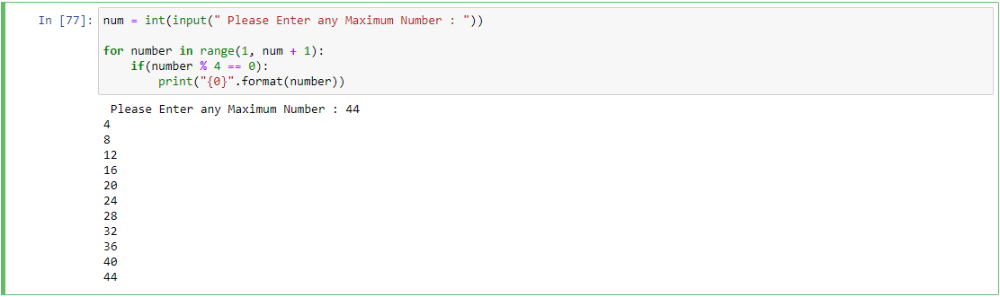 In [77]: num = int(input(" Please Enter any Maximum Number : "))
for number in range(1, num + 1):
    if(number % 4 == 0):
        print("{0}".format(number))
 Please Enter any Maximum Number : 44
4
8
12
16
20
24
28
32
36
40
44